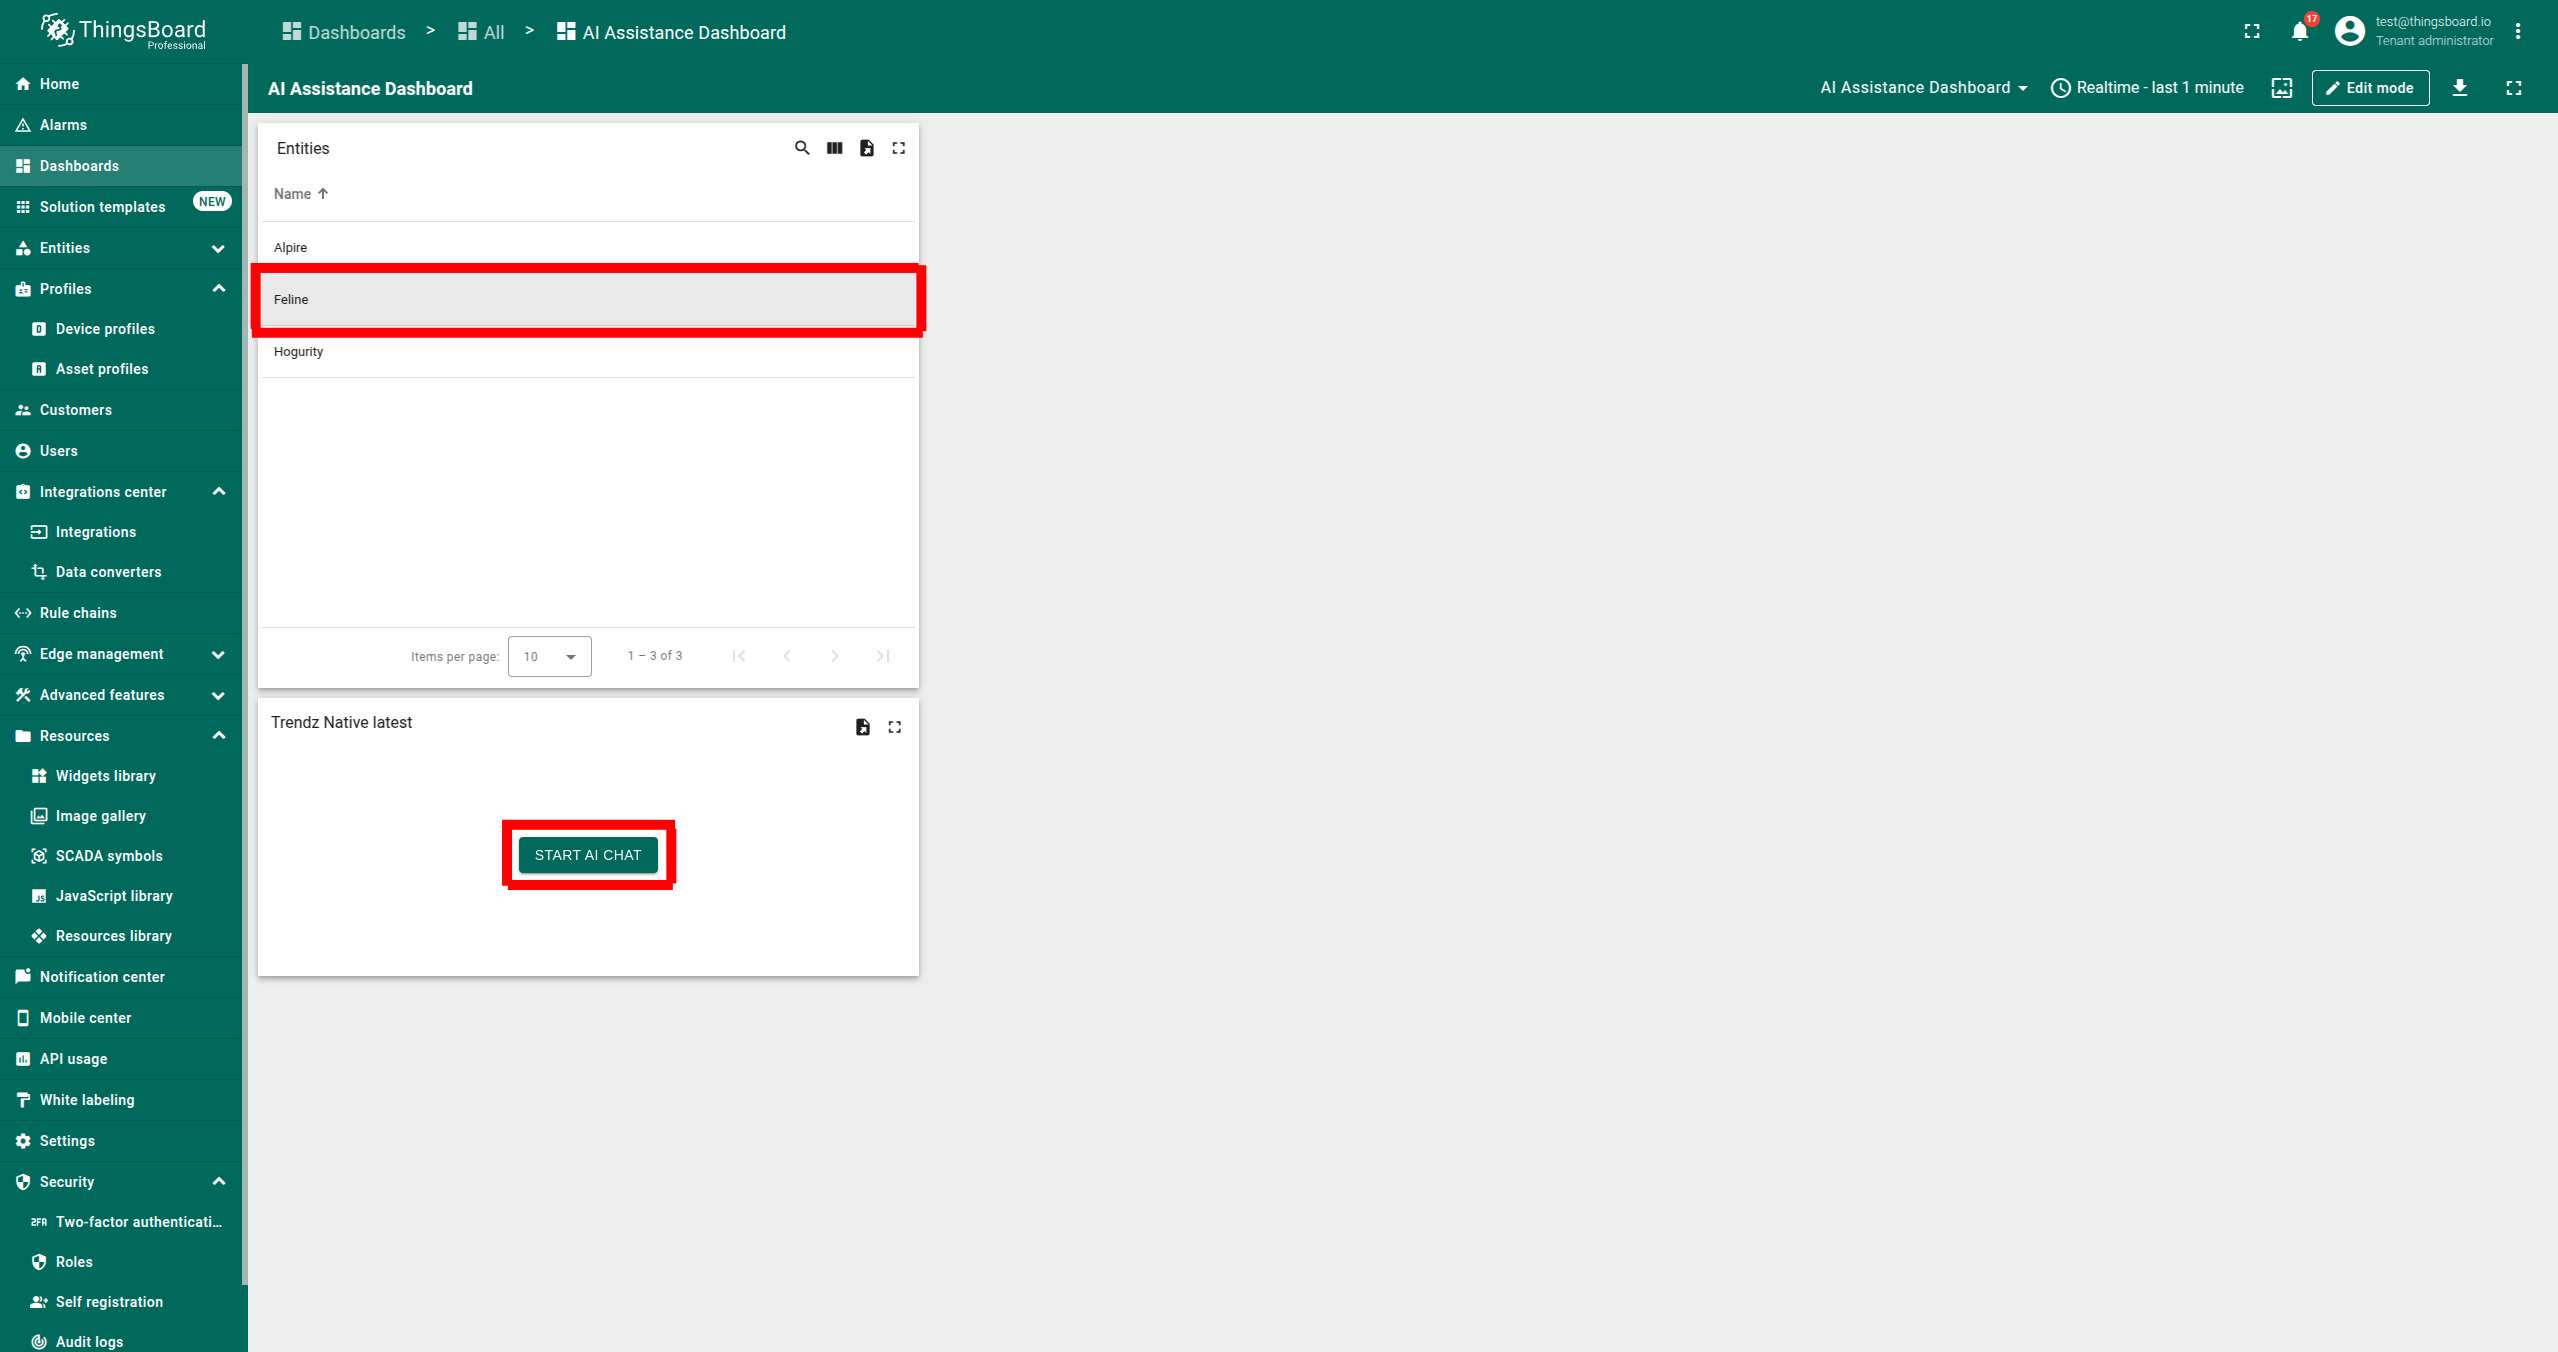 ThingsBoard
Professional
Dashboards > All > AI Assistance Dashboard
17
test@thingsboard.io
Tenant administrator
Home
Alarms
Dashboards
Solution templates NEW
Entities
Profiles
Device profiles
Asset profiles
Customers
Users
Integrations center
Integrations
Data converters
Rule chains
Edge management
Advanced features
Resources
Widgets library
Image gallery
SCADA symbols
JavaScript library
Resources library
Notification center
Mobile center
API usage
White labeling
Settings
Security
2FA Two-factor authenticati...
Roles
Self registration
Audit logs
AI Assistance Dashboard
AI Assistance Dashboard
Realtime - last 1 minute
Edit mode
Entities
Name
Alpire
Feline
Hogurity
Items per page: 10 1 – 3 of 3
Trendz Native latest
START AI CHAT